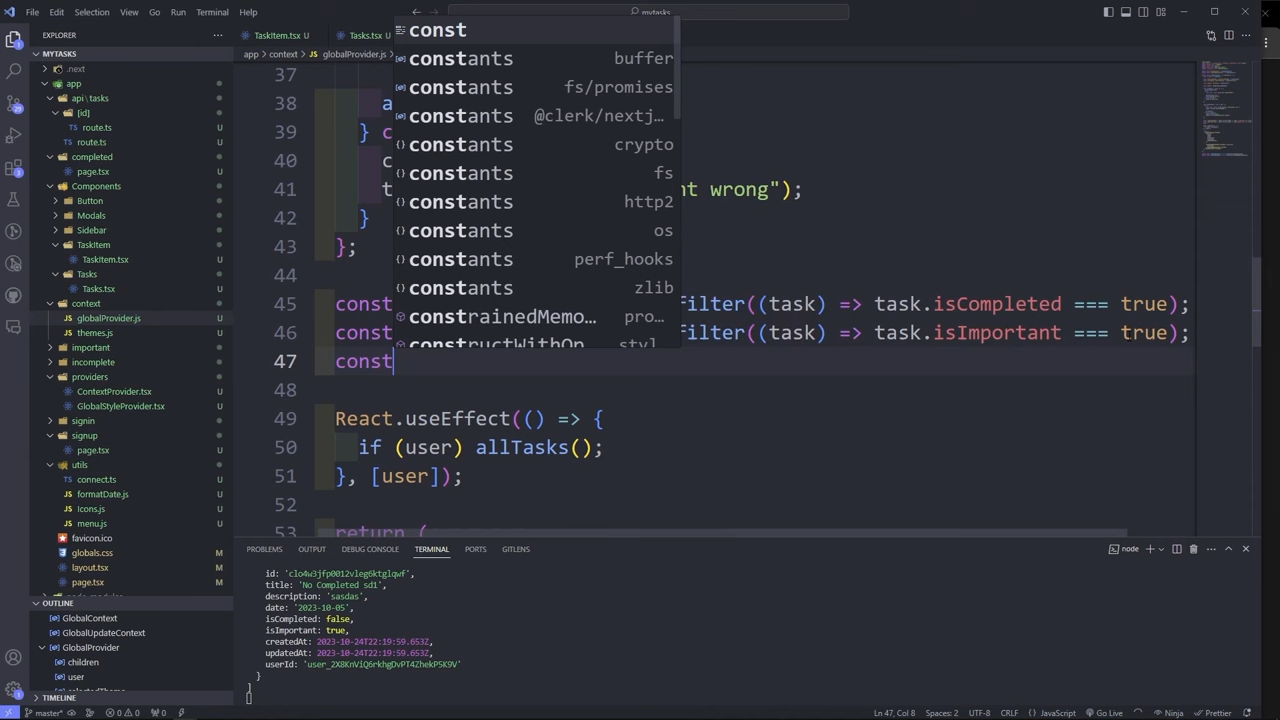 File Edit Selection View Go Run Terminal Help
mytasks
EXPLORER
MYTASKS
.next
app
api\tasks
[id]
route.ts
route.ts
completed
page.tsx
Components
Button
Modals
Sidebar
TaskItem
TaskItem.tsx
Tasks
Tasks.tsx
context
globalProvider.js
themes.js
important
incomplete
providers
ContextProvider.tsx
GlobalStyleProvider.tsx
signin
signup
page.tsx
utils
connect.ts
formatDate.js
Icons.js
menu.js
favicon.ico
globals.css
layout.tsx
page.tsx
OUTLINE
GlobalContext
GlobalUpdateContext
GlobalProvider
children
user
selectedTheme
TIMELINE
TaskItem.tsx U
Tasks.tsx U
app > context > JS globalProvider.js >
const
constants buffer
constants fs/promises
constants @clerk/nextj…
constants crypto
constants fs
constants http2
constants os
constants perf_hooks
constants zlib
constrainedMemo… pro…
constructWithOp… styl…
37
38 a
39 } c
40 c
41 t nt wrong");
42 }
43 };
44
45 const filter((task) => task.isCompleted === true);
46 const filter((task) => task.isImportant === true);
47 const
48
49 React.useEffect(() => {
50 if (user) allTasks();
51 }, [user]);
52
53 return (
PROBLEMS OUTPUT DEBUG CONSOLE TERMINAL PORTS GITLENS
node
id: 'clo4w3jfp0012vleg6ktglqwf',
title: 'No Completed sd1',
description: 'sasdas',
date: '2023-10-05',
isCompleted: false,
isImportant: true,
createdAt: 2023-10-24T22:19:59.653Z,
updatedAt: 2023-10-24T22:19:59.653Z,
userId: 'user_2X8KnViQ6rkhgDvPT4ZhekP5K9V'
}
]
master* 0 0 0 Ln 47, Col 8 Spaces: 2 UTF-8 CRLF {} JavaScript Go Live Ninja Prettier